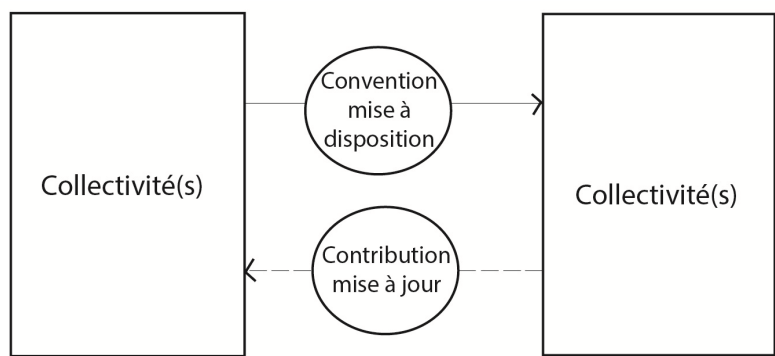 Collectivité(s)
Convention
mise à
disposition
Contribution
mise à jour
Collectivité(s)